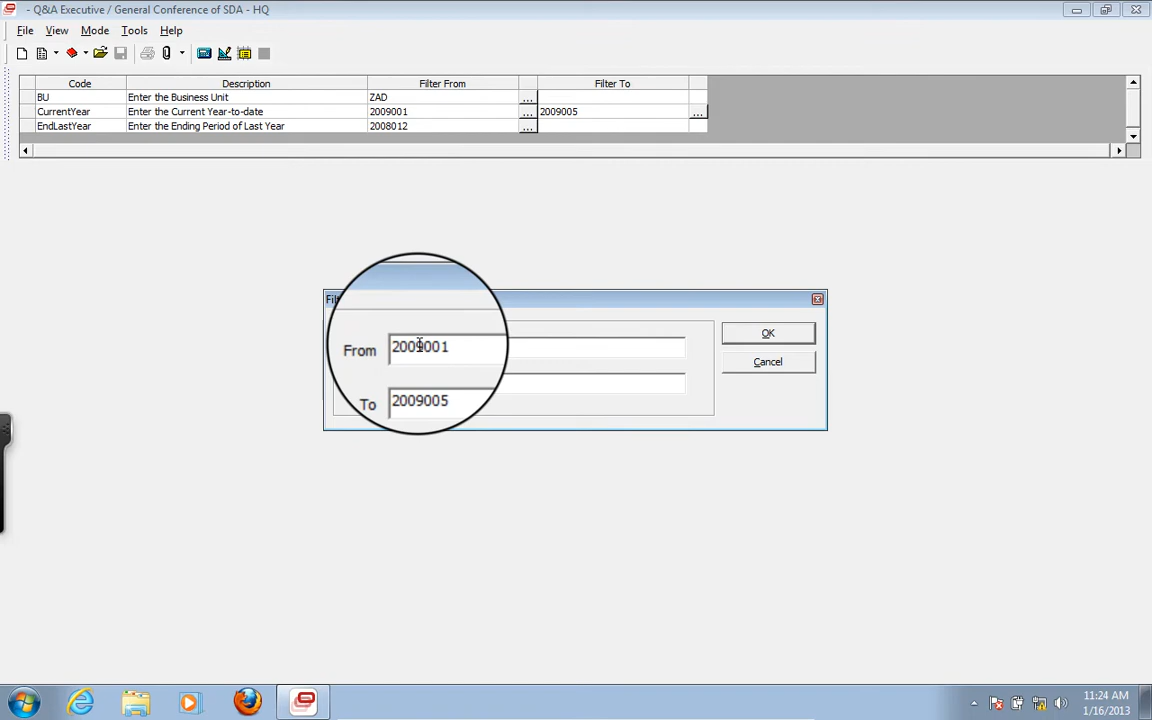 - Q&A Executive / General Conference of SDA - HQ
File View Mode Tools Help
Code Description Filter From Filter To
BU Enter the Business Unit ZAD ...
CurrentYear Enter the Current Year-to-date 2009001 ... 2009005 ...
EndLastYear Enter the Ending Period of Last Year 2008012 ...
From 2009001
OK
Cancel
To 2009005
11:24 AM
1/16/2013